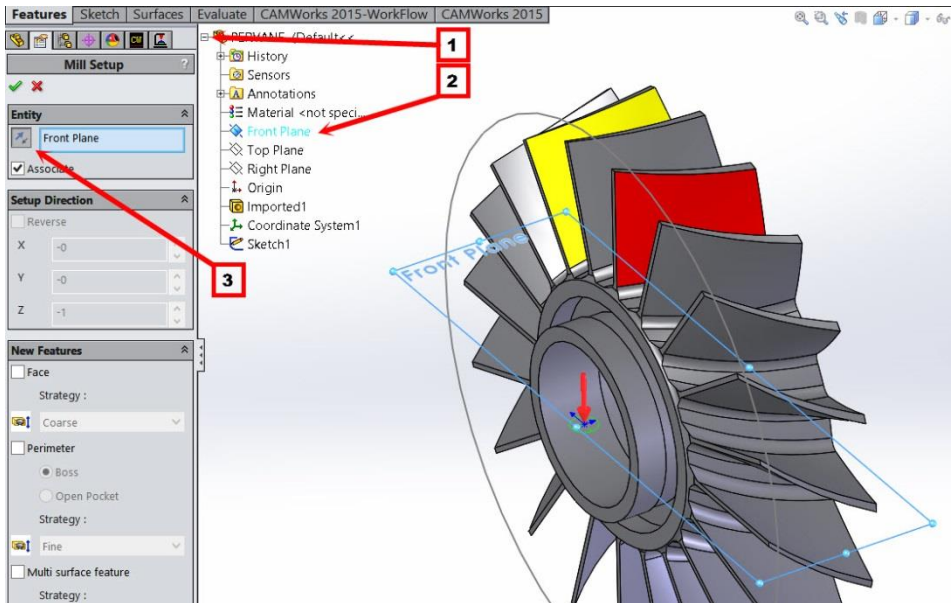 Features Sketch Surfaces Evaluate CAMWorks 2015-WorkFlow CAMWorks 2015
Mill Setup ?
Entity
Front Plane
Associate
Setup Direction
Reverse
X -0
Y -0
Z -1
New Features
Face
Strategy :
Coarse
Perimeter
Boss
Open Pocket
Strategy :
Fine
Multi surface feature
Strategy :
PERVANE (Default<<
History
Sensors
Annotations
Material <not speci...
Front Plane
Top Plane
Right Plane
Origin
Imported1
Coordinate System1
Sketch1
1
2
3
Front Plane